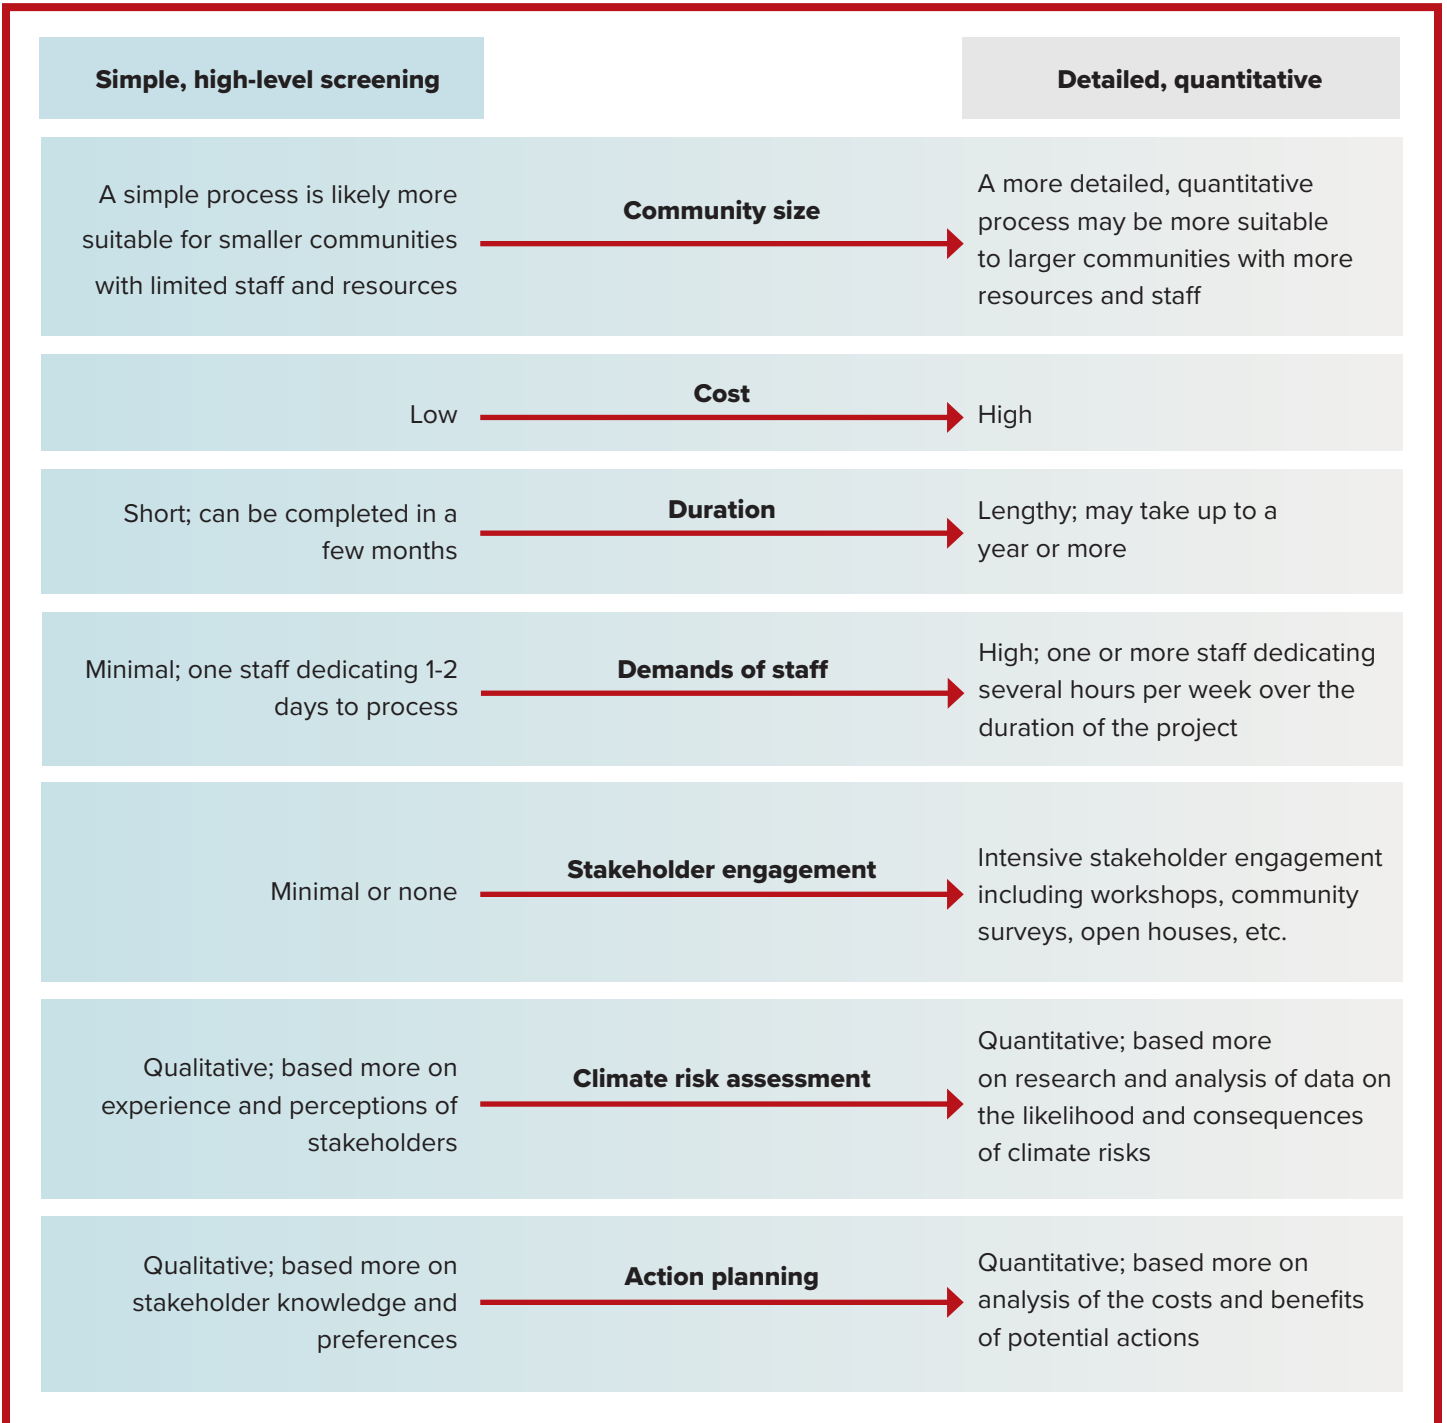 Simple, high-level screening
Detailed, quantitative
A simple process is likely more
suitable for smaller communities
with limited staff and resources
Community size
A more detailed, quantitative
process may be more suitable
to larger communities with more
resources and staff
Low
Cost
High
Short; can be completed in a
few months
Duration
Lengthy; may take up to a
year or more
Minimal; one staff dedicating 1-2
days to process
Demands of staff
High; one or more staff dedicating
several hours per week over the
duration of the project
Minimal or none
Stakeholder engagement
Intensive stakeholder engagement
including workshops, community
surveys, open houses, etc.
Qualitative; based more on
experience and perceptions of
stakeholders
Climate risk assessment
Quantitative; based more
on research and analysis of data on
the likelihood and consequences
of climate risks
Qualitative; based more on
stakeholder knowledge and
preferences
Action planning
Quantitative; based more on
analysis of the costs and benefits
of potential actions